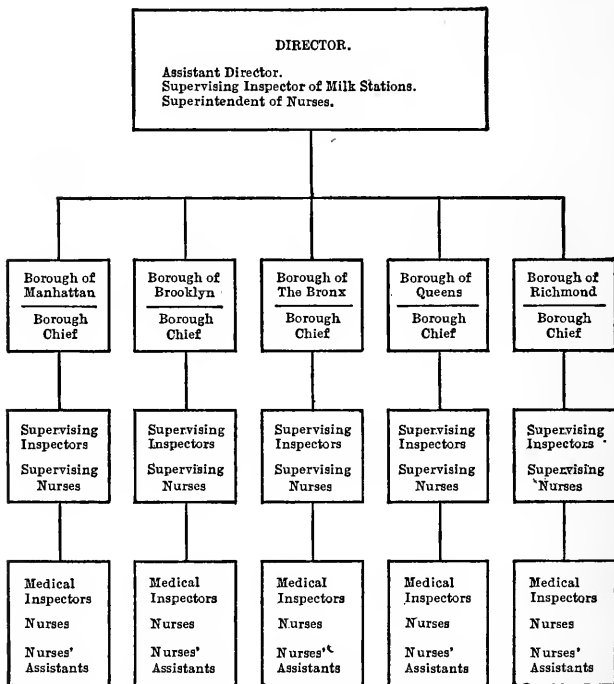 DIRECTOR.
Assistant Director.
Supervising Inspector of Milk Stations.
Superintendent of Nurses.
Borough of
Manhattan
Borough
Chief
Borough of
Brooklyn
Borough
Chief
Borough of
The Bronx
Borough
Chief
Borough of
Queens
Borough
Chief
Borough of
Richmond
Borough
Chief
Supervising
Inspectors
Supervising
Nurses
Supervising
Inspectors
Supervising
Nurses
Supervising
Inspectors
Supervising
Nurses
Supervising
Inspectors
Supervising
Nurses
Supervising
Inspectors
Supervising
Nurses
Medical
Inspectors
Nurses
Nurses'
Assistants
Medical
Inspectors
Nurses
Nurses'
Assistants
Medical
Inspectors
Nurses
Nurses'
Assistants
Medical
Inspectors
Nurses
Nurses'
Assistants
Medical
Inspectors
Nurses
Nurses'
Assistants